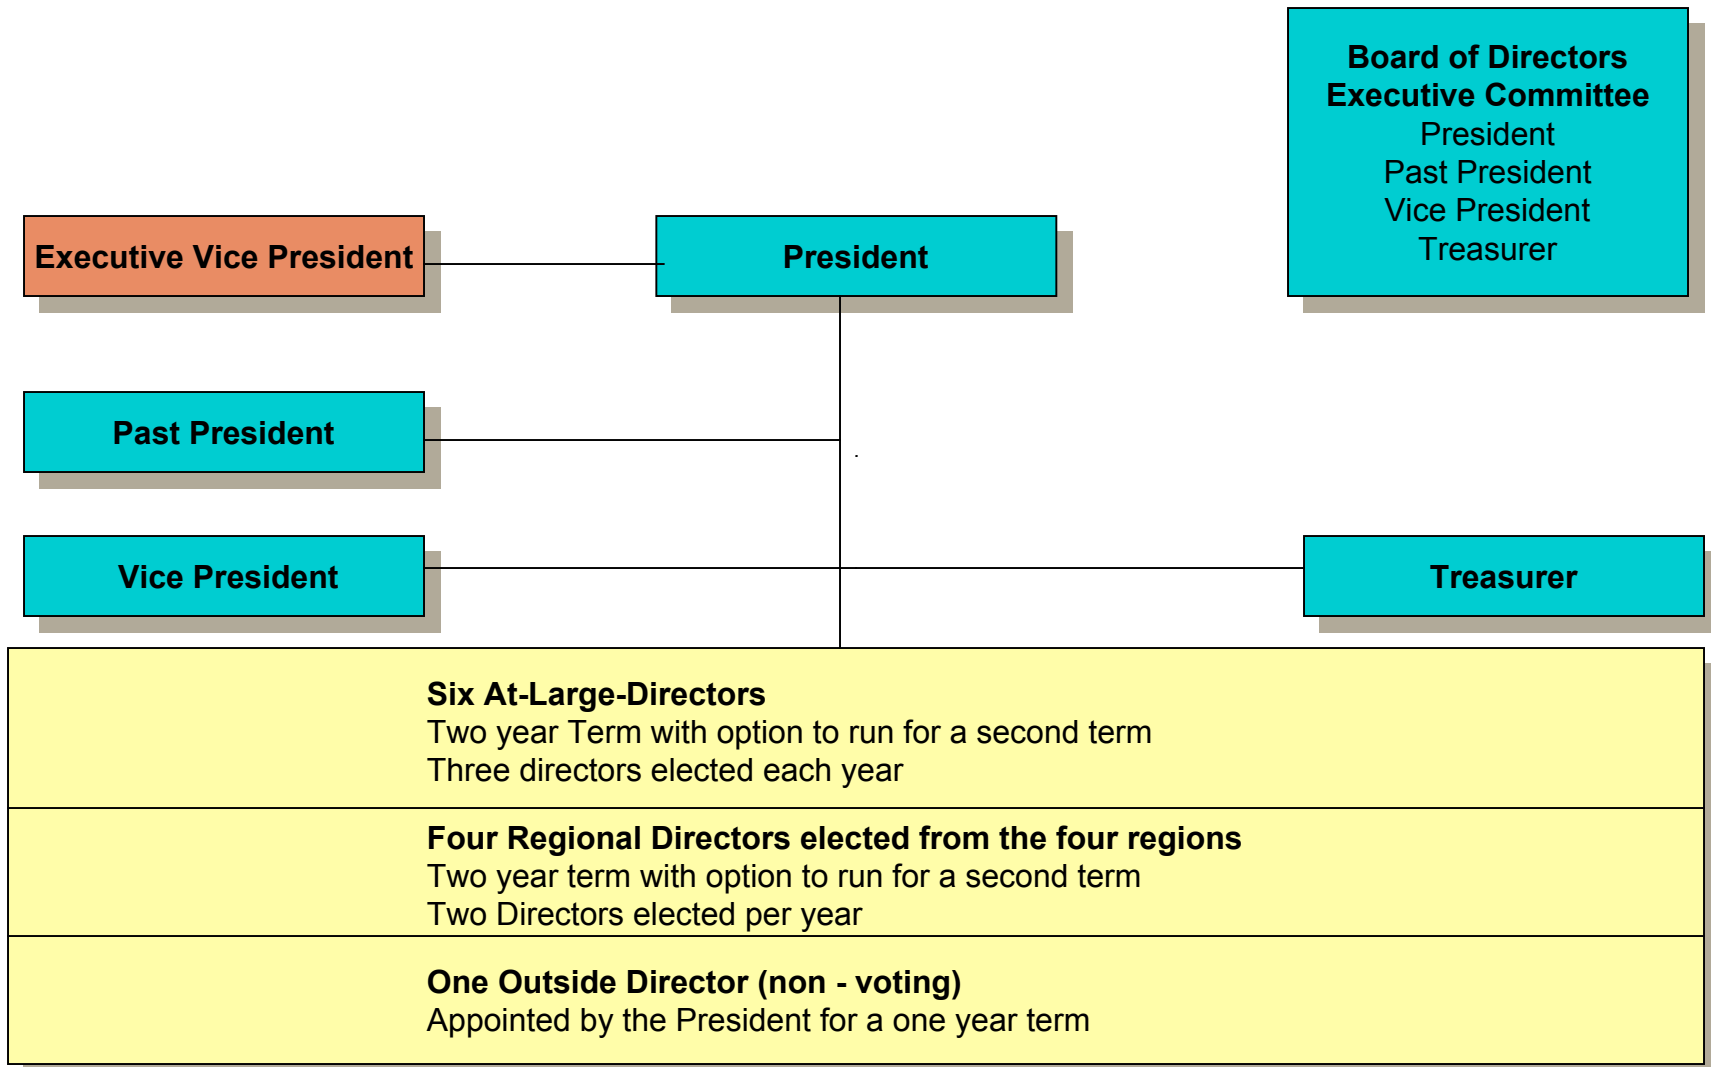 Board of Directors
Executive Committee
President
Past President
Vice President
Treasurer
Executive Vice President
President
Past President
.
Vice President
Treasurer
Six At-Large-Directors
Two year Term with option to run for a second term
Three directors elected each year
Four Regional Directors elected from the four regions
Two year term with option to run for a second term
Two Directors elected per year
One Outside Director (non - voting)
Appointed by the President for a one year term